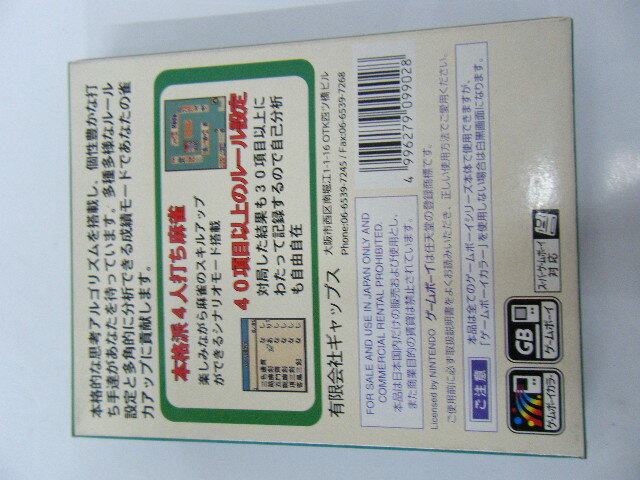 本格的な思考アルゴリズムを搭載し、個性豊かな打
ち手達があなたを待っています。多種多様なルール
設定と多角的に分析できる成績モードであなたの雀
力アップに貢献します。
本格派4人打ち麻雀
楽しみながら麻雀のスキルアップ
ができるシナリオモード搭載
40項目以上のルール設定
対局した結果も30項目以上に
わたって記録するので自己分析
も自由自在
有限会社ギャップス
大阪市西区南堀江1-1-16 OTK四ツ橋ビル
Phone:06-6539-7245 / Fax:06-6539-7268
4 996279 099028
FOR SALE AND USE IN JAPAN ONLY AND
COMMERCIAL RENTAL PROHIBITED.
本品は日本国内だけの販売および使用とし、
また商業目的の賃貸は禁止されています。
Licensed by NINTENDO ゲームボーイは任天堂の登録商標です。
ご使用前に必ず取扱説明書をよくお読みいただき、正しい使用方法でご愛用ください。
ご注意
本品は全てのゲームボーイシリーズ本体で使用できますが、
「ゲームボーイカラー」を使用しない場合は白黒画面になります。
ゲームボーイカラー
GB
ゲームボーイ
スーパーゲームボーイ
対応